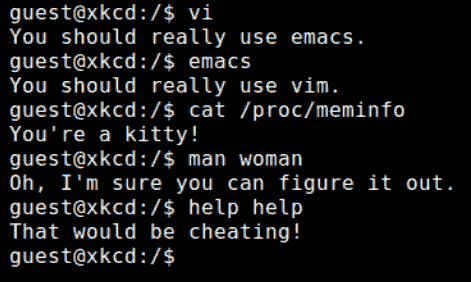 guest@xkcd:/$ vi
You should really use emacs.
guest@xkcd:/$ emacs
You should really use vim.
guest@xkcd:/$ cat /proc/meminfo
You're a kitty!
guest@xkcd:/$ man woman
Oh, I'm sure you can figure it out.
guest@xkcd:/$ help help
That would be cheating!
guest@xkcd:/$